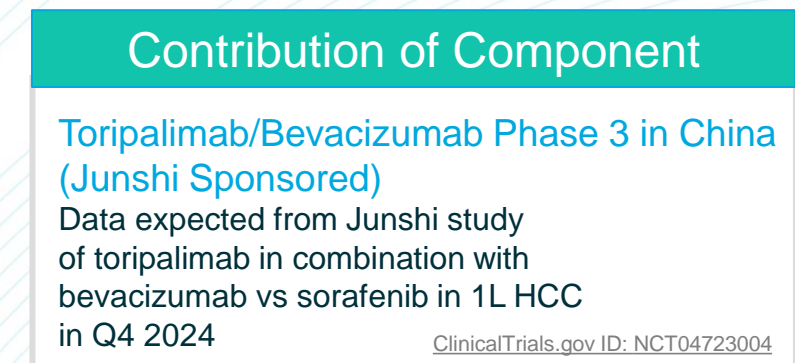 Contribution of Component
Toripalimab/Bevacizumab Phase 3 in China
(Junshi Sponsored)
Data expected from Junshi study
of toripalimab in combination with
bevacizumab vs sorafenib in 1L HCC
in Q4 2024
ClinicalTrials.gov ID: NCT04723004